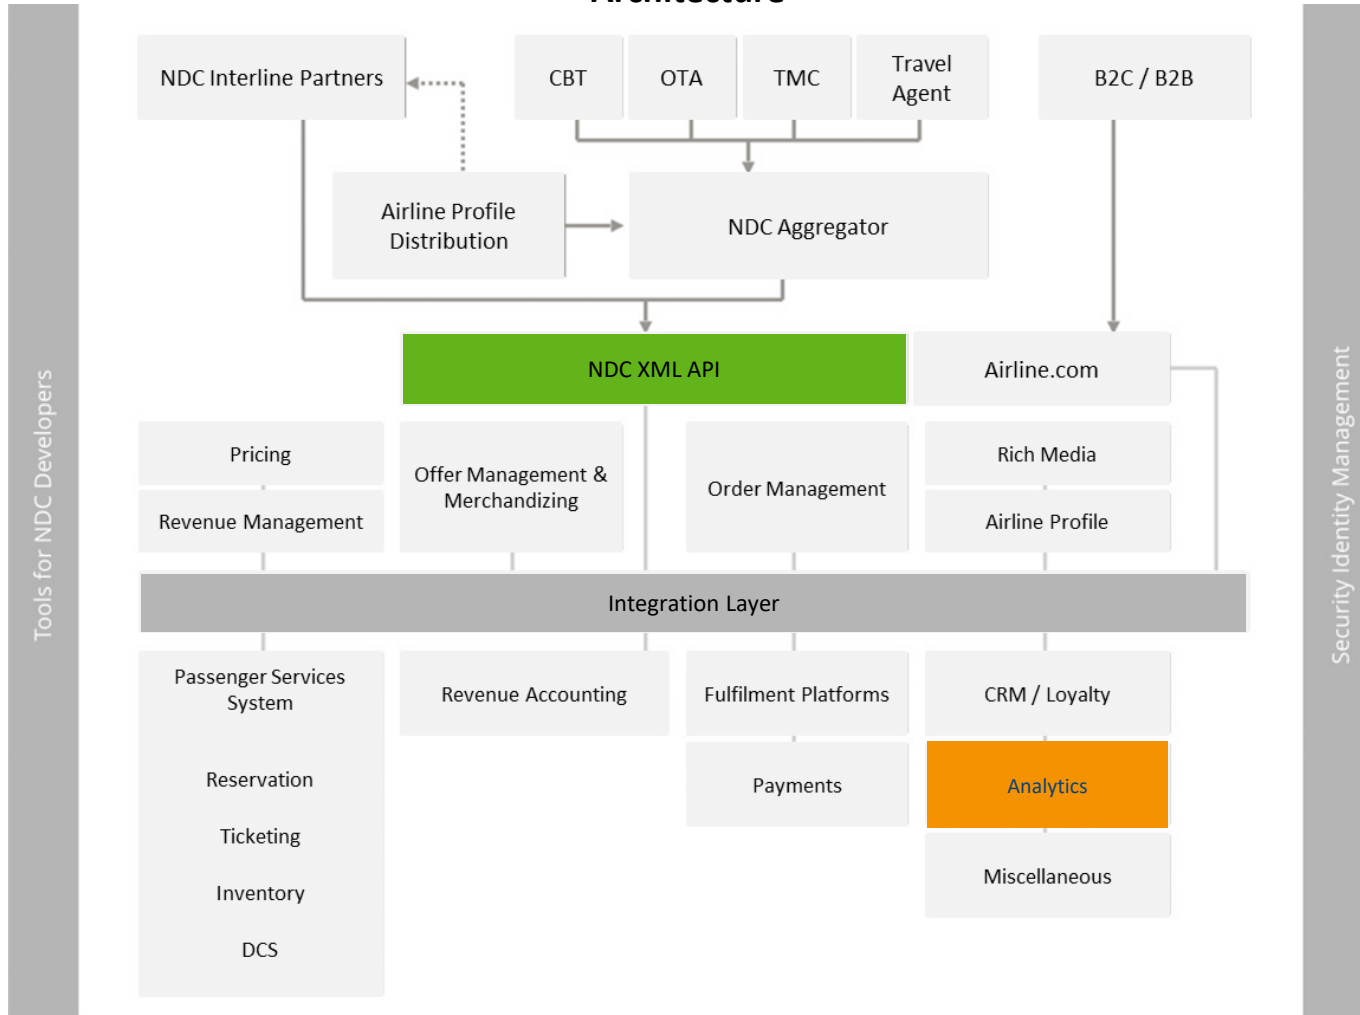 Architecture
NDC Interline Partners
CBT
OTA
TMC
Travel
Agent
B2C / B2B
Airline Profile
Distribution
NDC Aggregator
NDC XML API
Airline.com
Pricing
Revenue Management
Offer Management &
Merchandizing
Order Management
Rich Media
Airline Profile
Integration Layer
Passenger Services
System
Reservation
Ticketing
Inventory
DCS
Revenue Accounting
Fulfilment Platforms
Payments
CRM / Loyalty
Analytics
Miscellaneous
Tools for NDC Developers
Security Identity Management